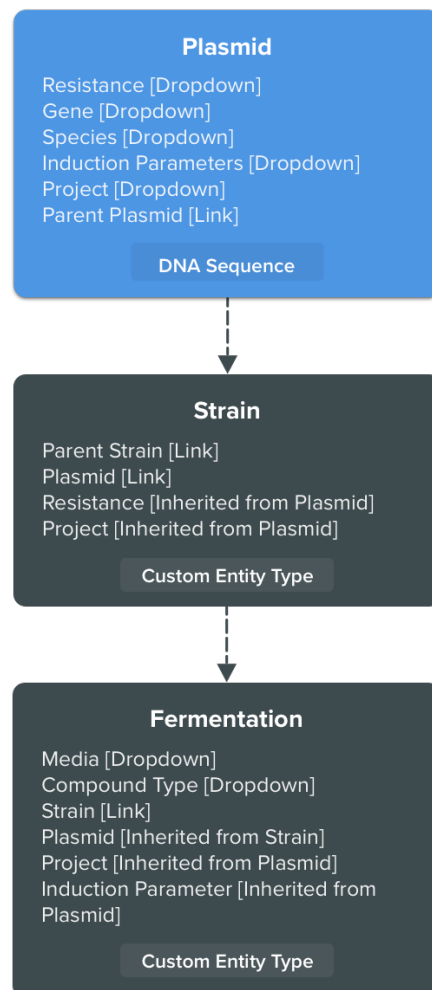 Plasmid
Resistance [Dropdown]
Gene [Dropdown]
Species [Dropdown]
Induction Parameters [Dropdown]
Project [Dropdown]
Parent Plasmid [Link]
DNA Sequence
Strain
Parent Strain [Link]
Plasmid [Link]
Resistance [Inherited from Plasmid]
Project [Inherited from Plasmid]
Custom Entity Type
Fermentation
Media [Dropdown]
Compound Type [Dropdown]
Strain [Link]
Plasmid [Inherited from Strain]
Project [Inherited from Plasmid]
Induction Parameter [Inherited from
Plasmid]
Custom Entity Type